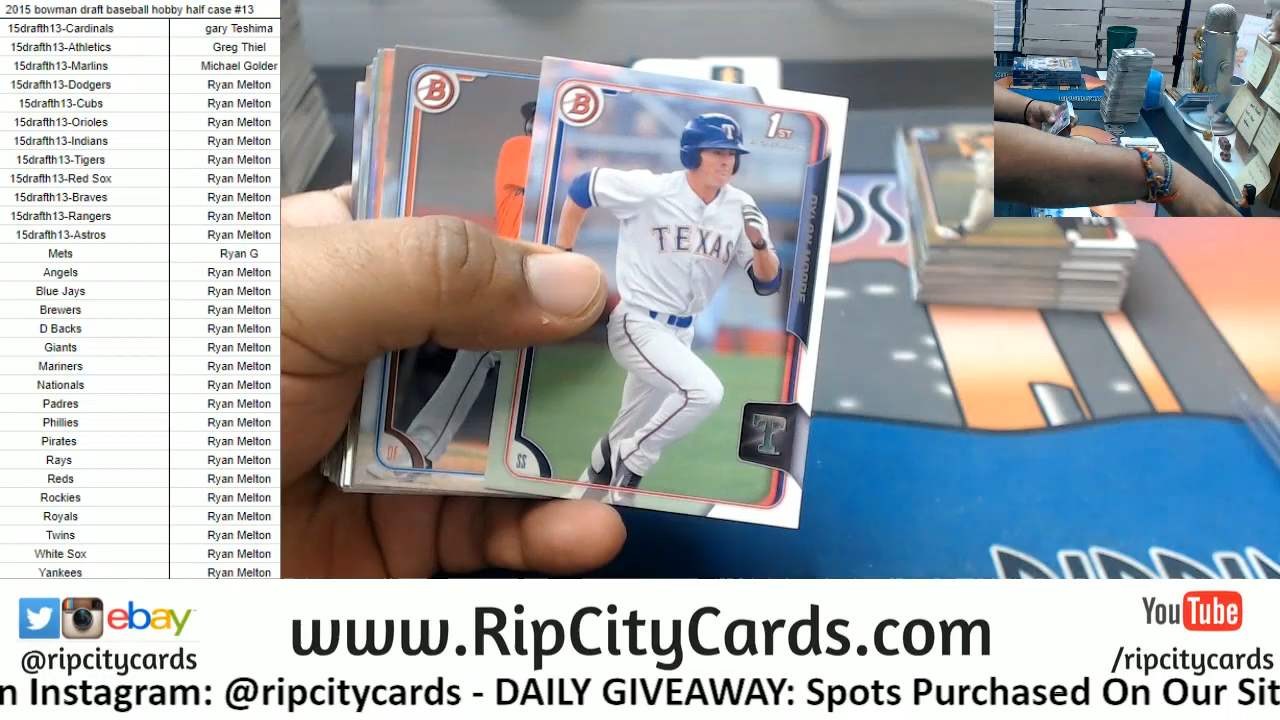 2015 bowman draft baseball hobby half case #13
15drafth13-Cardinals gary Teshima
15drafth13-Athletics Greg Thiel
15drafth13-Marlins Michael Golder
15drafth13-Dodgers Ryan Melton
15drafth13-Cubs Ryan Melton
15drafth13-Orioles Ryan Melton
15drafth13-Indians Ryan Melton
15drafth13-Tigers Ryan Melton
15drafth13-Red Sox Ryan Melton
15drafth13-Braves Ryan Melton
15drafth13-Rangers Ryan Melton
15drafth13-Astros Ryan Melton
Mets Ryan G
Angels Ryan Melton
Blue Jays Ryan Melton
Brewers Ryan Melton
D Backs Ryan Melton
Giants Ryan Melton
Mariners Ryan Melton
Nationals Ryan Melton
Padres Ryan Melton
Phillies Ryan Melton
Pirates Ryan Melton
Rays Ryan Melton
Reds Ryan Melton
Rockies Ryan Melton
Royals Ryan Melton
Twins Ryan Melton
White Sox Ryan Melton
Yankees Ryan Melton
B
OF
B
1ST
DYLAN MOORE
TEXAS
T
T
SS
ebay
@ripcitycards
www.RipCityCards.com
YouTube
/ripcitycards
n Instagram: @ripcitycards - DAILY GIVEAWAY: Spots Purchased On Our Sit